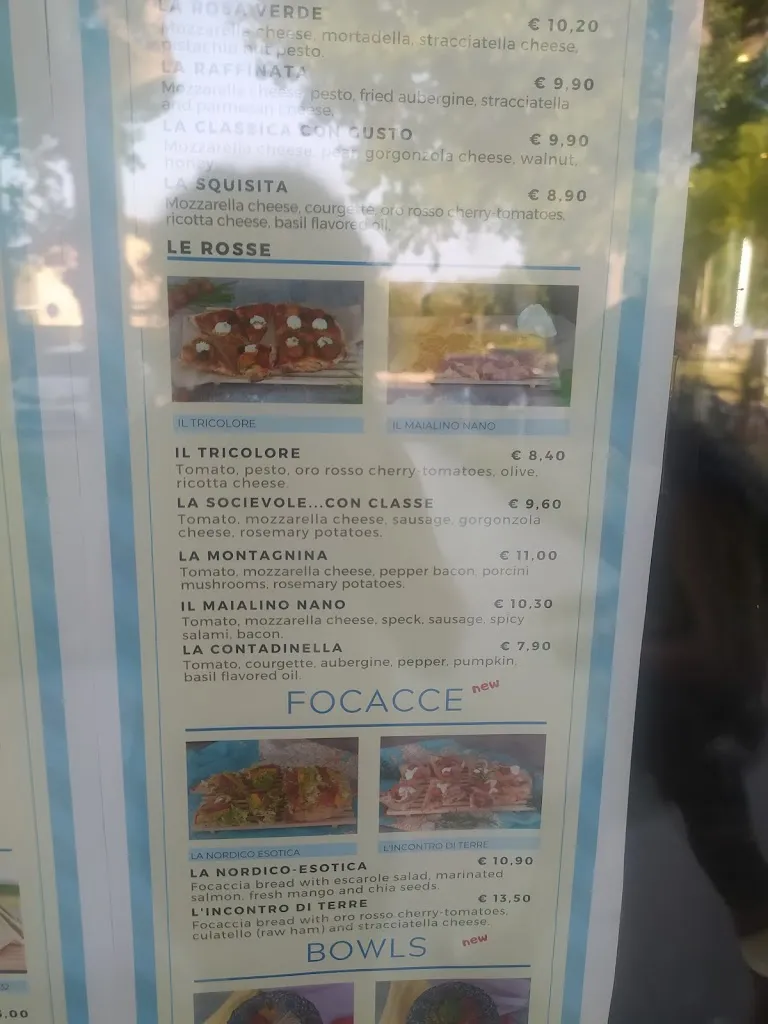 LA ROSA VERDE € 10,20
Mozzarella cheese, mortadella, stracciatella cheese,
pistachio nut pesto.
LA RAFFINATA € 9,90
Mozzarella cheese, pesto, fried aubergine, stracciatella
and parmesan cheese.
LA CLASSICA CON GUSTO € 9,90
Mozzarella cheese, pear, gorgonzola cheese, walnut,
honey.
LA SQUISITA € 8,90
Mozzarella cheese, courgette, oro rosso cherry-tomatoes,
ricotta cheese, basil flavored oil.
LE ROSSE
IL TRICOLORE
IL MAIALINO NANO
IL TRICOLORE € 8,40
Tomato, pesto, oro rosso cherry-tomatoes, olive,
ricotta cheese.
LA SOCIEVOLE...CON CLASSE € 9,60
Tomato, mozzarella cheese, sausage, gorgonzola
cheese, rosemary potatoes.
LA MONTAGNINA € 11,00
Tomato, mozzarella cheese, pepper bacon, porcini
mushrooms, rosemary potatoes.
IL MAIALINO NANO € 10,30
Tomato, mozzarella cheese, speck, sausage, spicy
salami, bacon.
LA CONTADINELLA € 7,90
Tomato, courgette, aubergine, pepper, pumpkin,
basil flavored oil.
FOCACCE new
LA NORDICO ESOTICA
L'INCONTRO DI TERRE
LA NORDICO-ESOTICA € 10,90
Focaccia bread with escarole salad, marinated
salmon, fresh mango and chia seeds.
L'INCONTRO DI TERRE € 13,50
Focaccia bread with oro rosso cherry-tomatoes,
culatello (raw ham) and stracciatella cheese.
BOWLS new